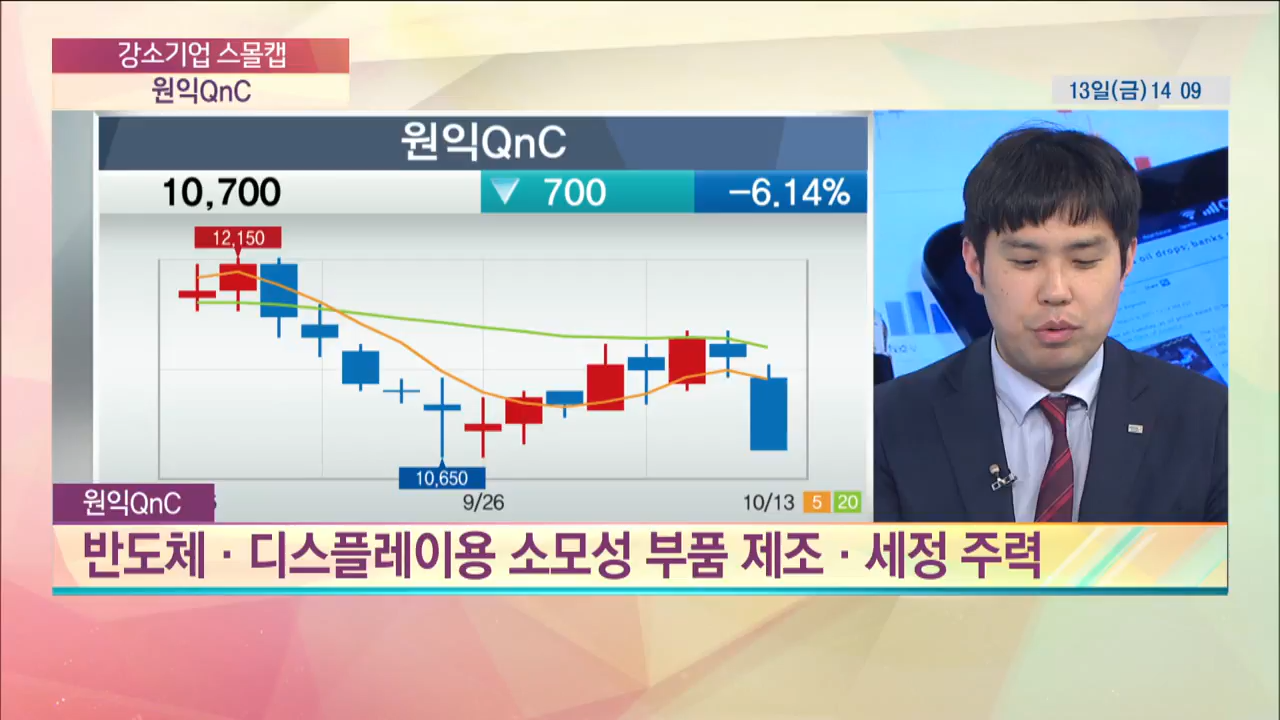 강소기업 스몰캡
원익QnC
13일(금) 14 09
원익QnC
10,700 ▼ 700 -6.14%
12,150
10,650
9/26
10/13 5 20
oil drops; banks
원익QnC
반도체·디스플레이용 소모성 부품 제조·세정 주력